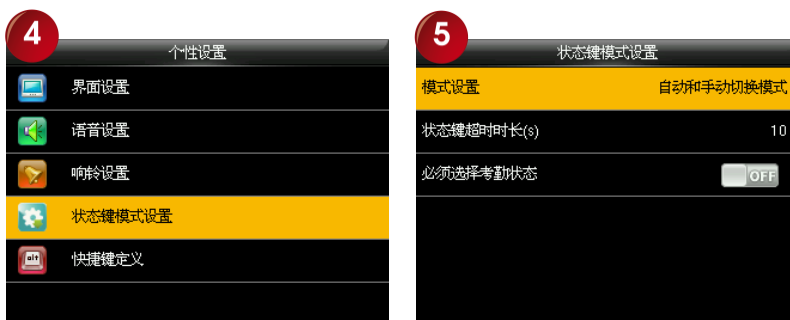 4
个性设置
界面设置
语音设置
响铃设置
状态键模式设置
alt
快捷键定义
5
状态键模式设置
模式设置 自动和手动切换模式
状态键超时时长(s) 10
必须选择考勤状态 OFF